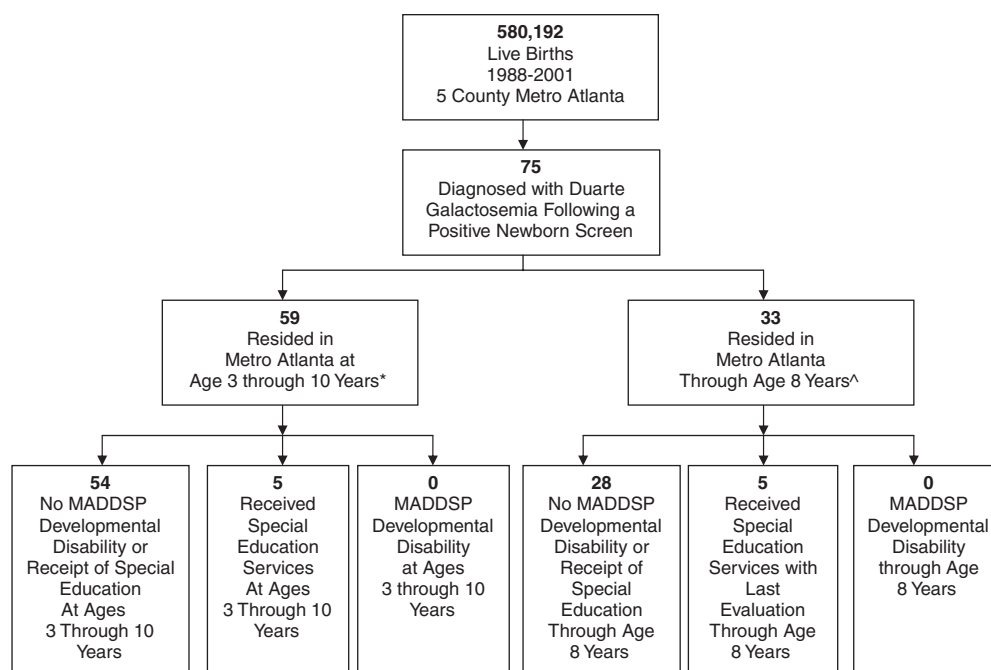 580,192
Live Births
1988-2001
5 County Metro Atlanta
75
Diagnosed with Duarte
Galactosemia Following a
Positive Newborn Screen
59
Resided in
Metro Atlanta at
Age 3 through 10 Years*
33
Resided in
Metro Atlanta
Through Age 8 Years^
54
No MADDSP
Developmental
Disability or
Receipt of Special
Education
At Ages
3 Through 10
Years
5
Received
Special
Education
Services
At Ages
3 Through 10
Years
0
MADDSP
Developmental
Disability
at Ages
3 through 10
Years
28
No MADDSP
Developmental
Disability or
Receipt of
Special
Education
Through Age
8 Years
5
Received
Special
Education
Services with
Last
Evaluation
Through Age
8 Years
0
MADDSP
Developmental
Disability
through Age
8 Years